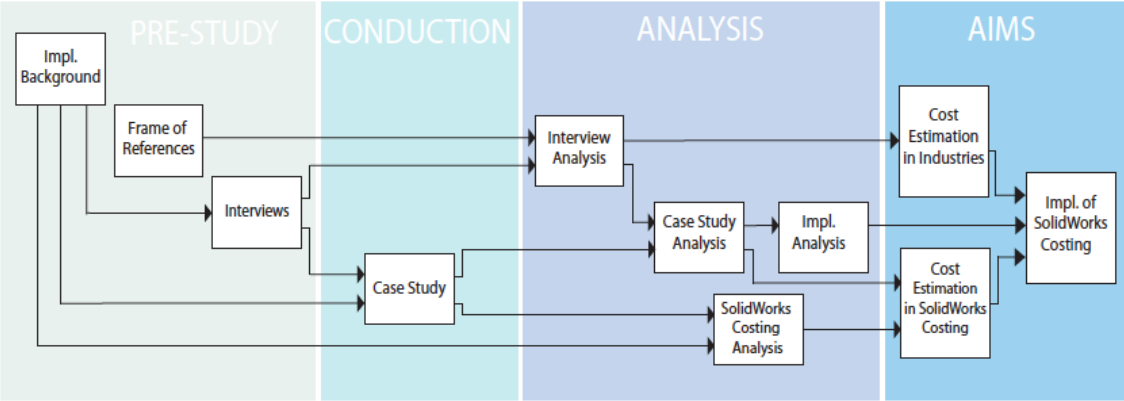 PRE-STUDY
CONDUCTION
ANALYSIS
AIMS
Impl.
Background
Frame of
References
Interviews
Case Study
Interview
Analysis
Case Study
Analysis
Impl.
Analysis
SolidWorks
Costing
Analysis
Cost
Estimation
in Industries
Cost
Estimation
in SolidWorks
Costing
Impl. of
SolidWorks
Costing